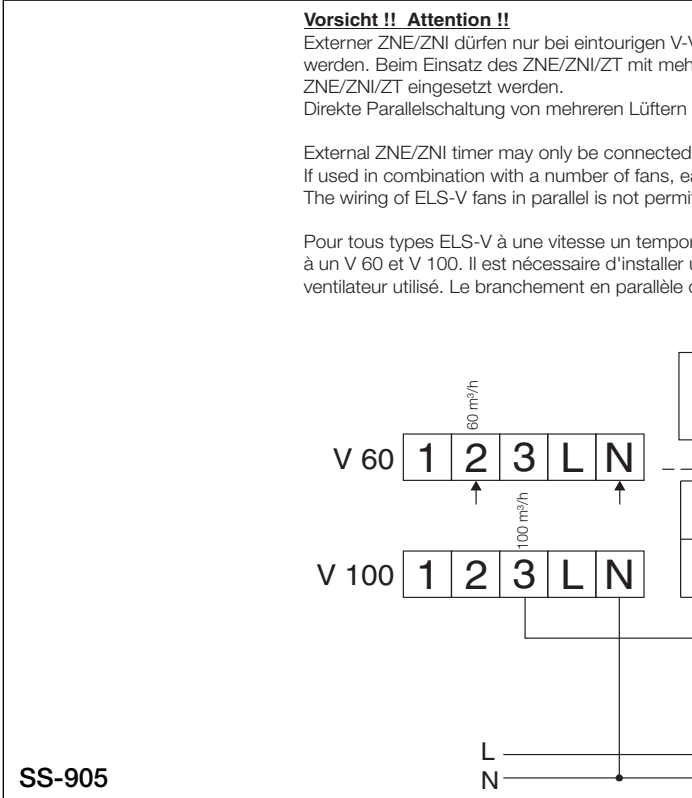 Vorsicht !! Attention !!
Externer ZNE/ZNI dürfen nur bei eintourigen
werden. Beim Einsatz des ZNE/ZNI/ZT mit
ZNE/ZNI/ZT eingesetzt werden.
Direkte Parallelschaltung von mehreren Lüftern
External ZNE/ZNI timer may only be connected
If used in combination with a number of fans,
The wiring of ELS-V fans in parallel is not
Pour tous types ELS-V à une vitesse un
à un V 60 et V 100. Il est nécessaire d'installer
ventilateur utilisé. Le branchement en parallèle
60 m³/h
V 60 1 2 3 L N
100 m³/h
V 100 1 2 3 L N
L
N
SS-905